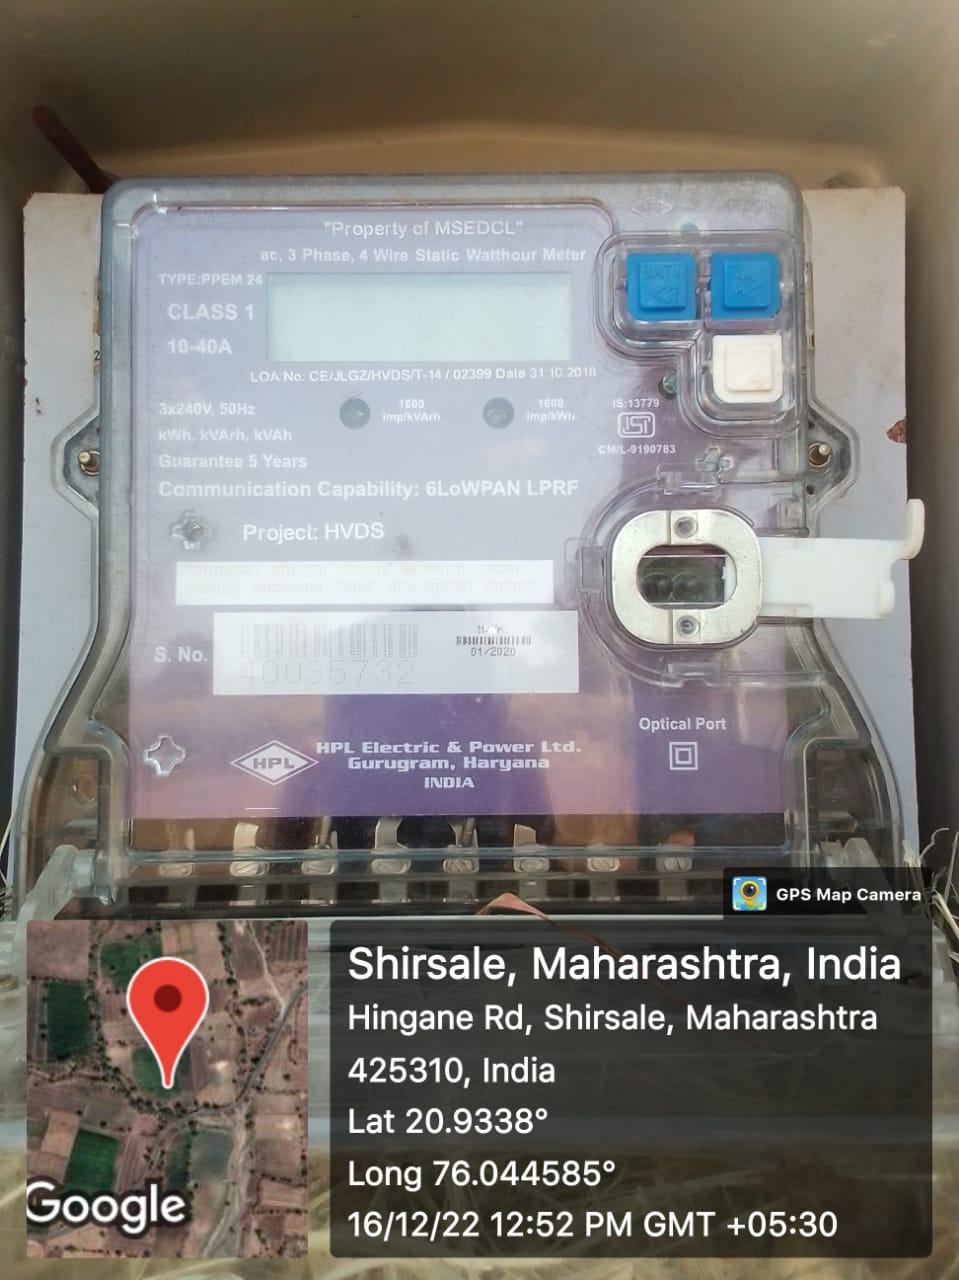 "Property of MSEDCL"
ac, 3 Phase, 4 Wire Static Watthour Meter
TYPE:PPEM 24
CLASS 1
10-40A
LOA No: CE/JLGZ/HVDS/T-14 / 02399 Date 31.10.2018
3x240V, 50Hz
1600
imp/kVArh
1600
imp/kWh
kWh, kVArh, kVAh
Guarantee 5 Years
Communication Capability: 6LoWPAN LPRF
Project: HVDS
BATT
IS:13779
ISI
CM/L-9190783
S. No.
40035732
01/2020
Optical Port
HPL
HPL Electric & Power Ltd.
Gurugram, Haryana
INDIA
GPS Map Camera
Shirsale, Maharashtra, India
Hingane Rd, Shirsale, Maharashtra
425310, India
Lat 20.9338°
Long 76.044585°
16/12/22 12:52 PM GMT +05:30
Google